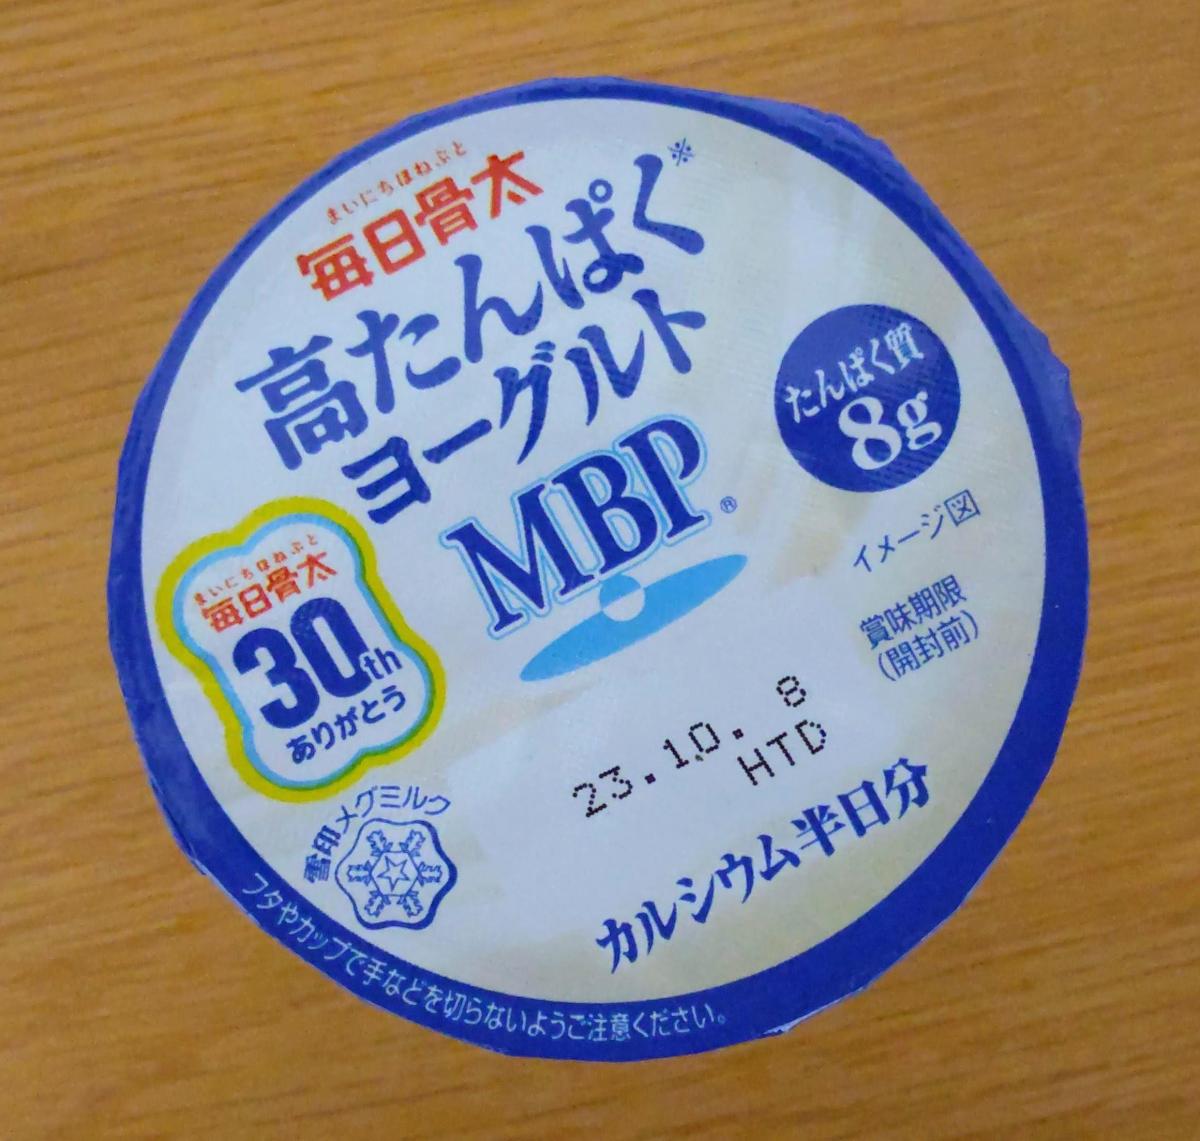 まいにちほねぶと
毎日骨太
高たんぱく※
ヨーグルト
MBP®
たんぱく質
8g
イメージ図
賞味期限
(開封前)
まいにちほねぶと
毎日骨太
30th
ありがとう
23.10. 8
HTD
カルシウム半日分
雪印メグミルク
フタやカップで手などを切らないようご注意ください。